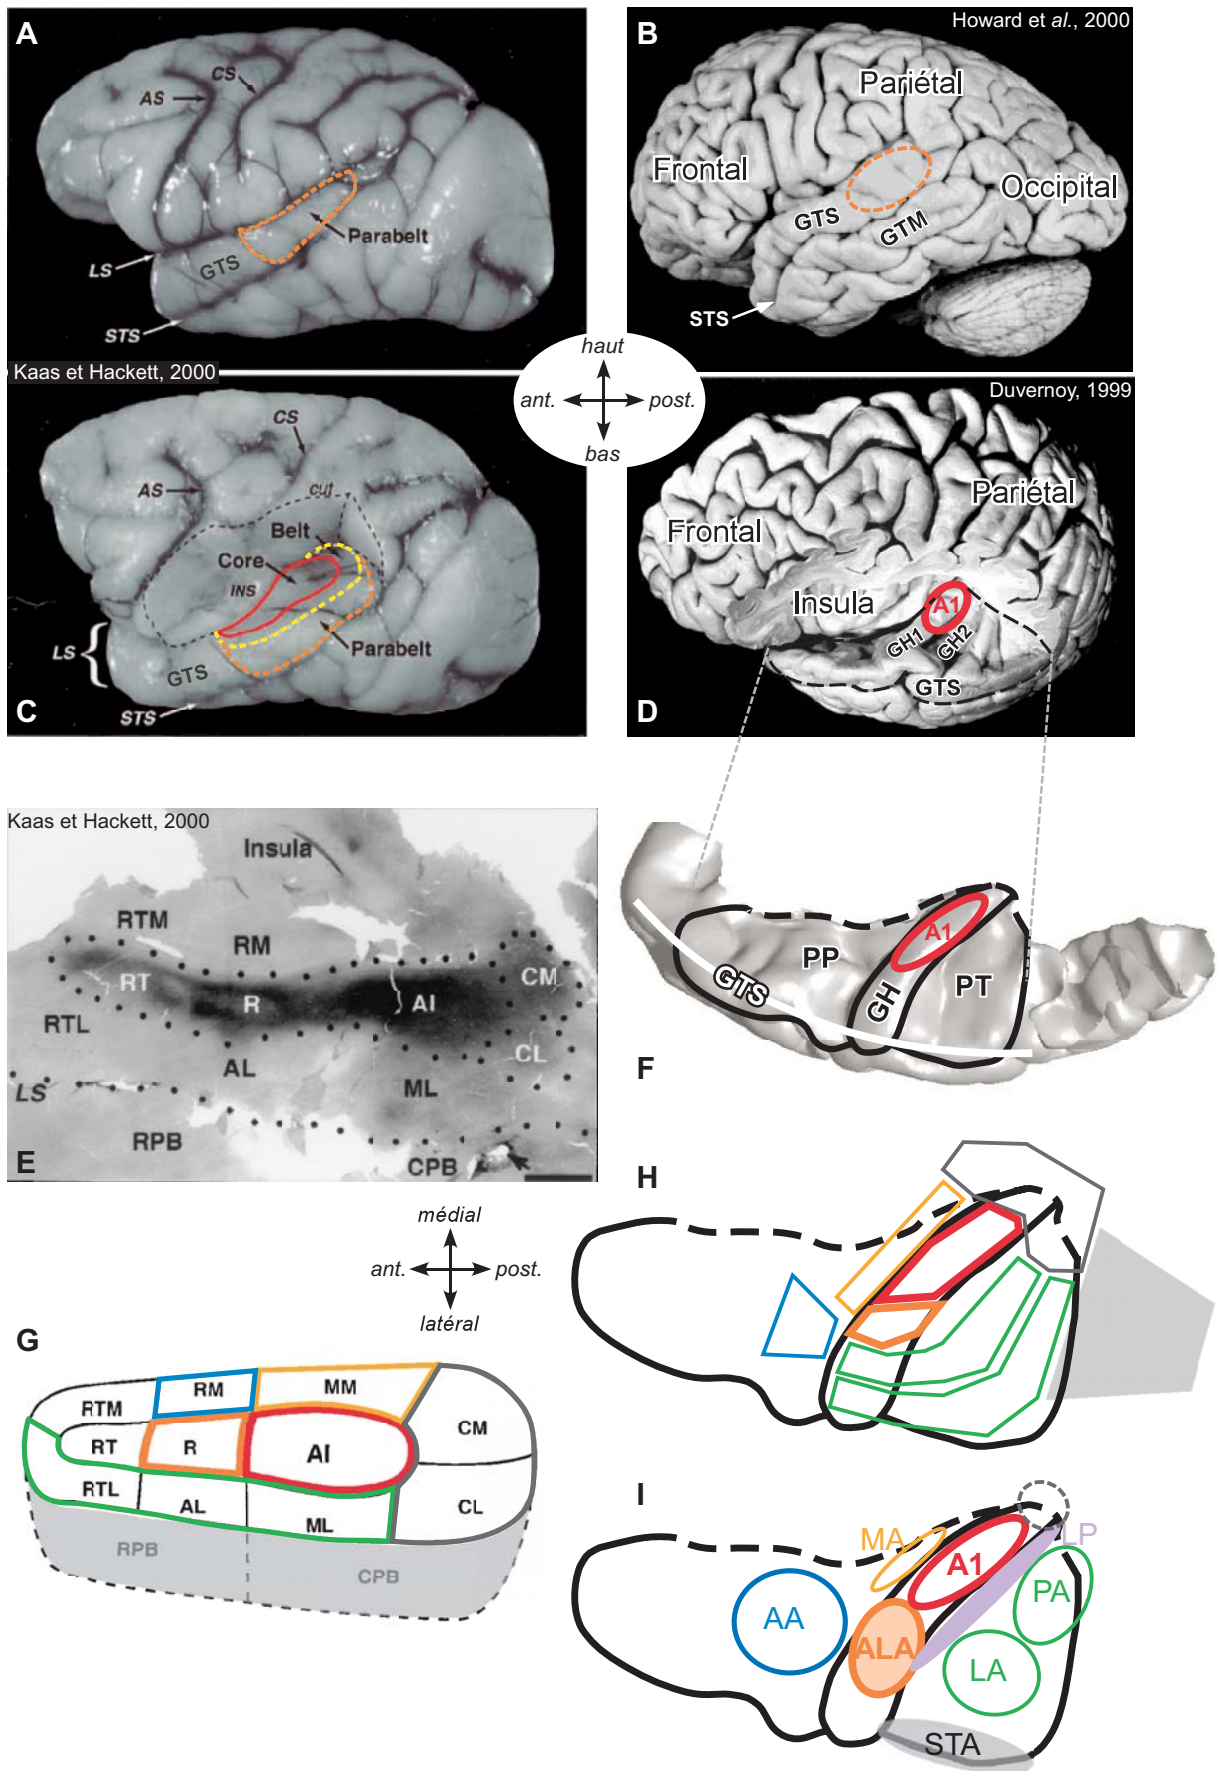 A
CS
AS
Parabelt
GTS
LS
STS
Howard et al., 2000
B
Pariétal
Frontal
Occipital
GTS
GTM
STS
haut
ant.
post.
bas
Kaas et Hackett, 2000
CS
AS
cut
Belt
Core
INS
Parabelt
LS {
GTS
STS
C
Duvernoy, 1999
Pariétal
Frontal
Insula
A1
GH1
GH2
GTS
D
Kaas et Hackett, 2000
Insula
RTM
RM
RT
R
AI
CM
RTL
AL
CL
LS
ML
RPB
CPB
E
A1
PP
GTS
GH
PT
F
médial
ant.
post.
latéral
G
RTM
RM
MM
RT
R
AI
CM
RTL
AL
ML
CL
RPB
CPB
H
I
MA
LP
A1
PA
AA
ALA
LA
STA